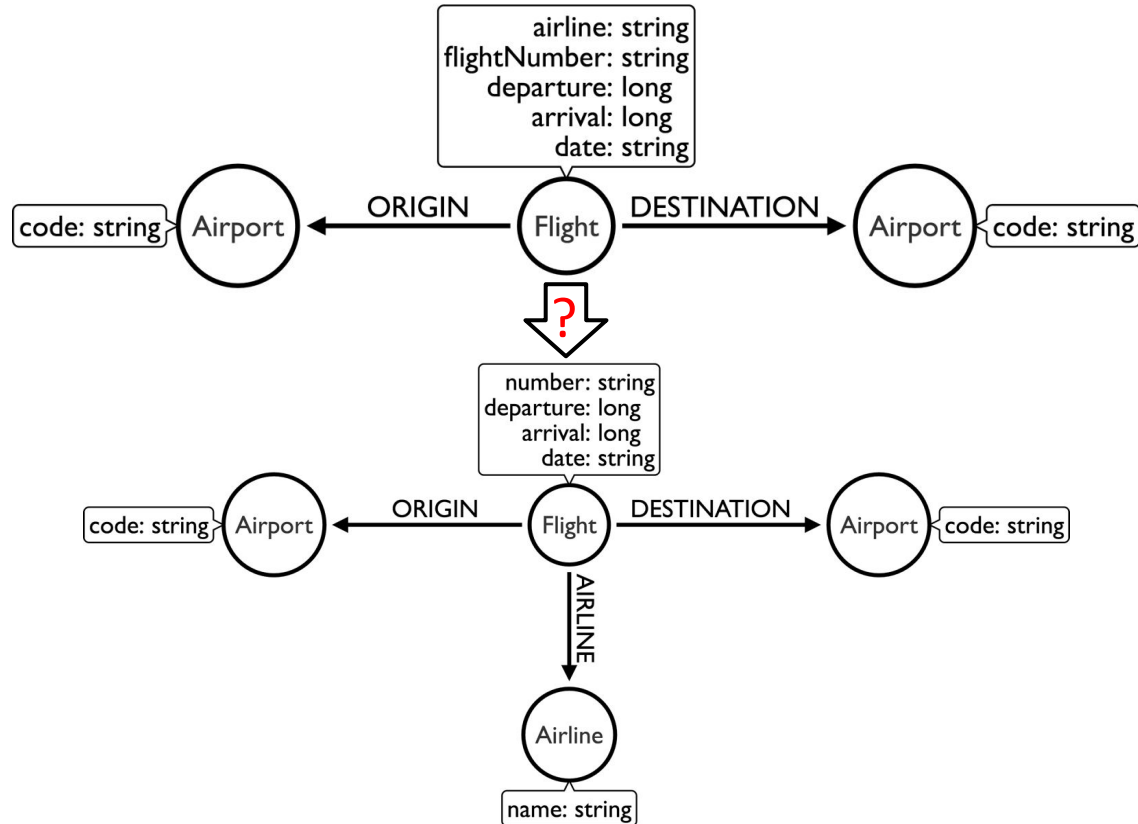 airline: string
flightNumber: string
departure: long
arrival: long
date: string
code: string
Airport
ORIGIN
Flight
DESTINATION
Airport
code: string
?
number: string
departure: long
arrival: long
date: string
code: string
Airport
ORIGIN
Flight
DESTINATION
Airport
code: string
AIRLINE
Airline
name: string